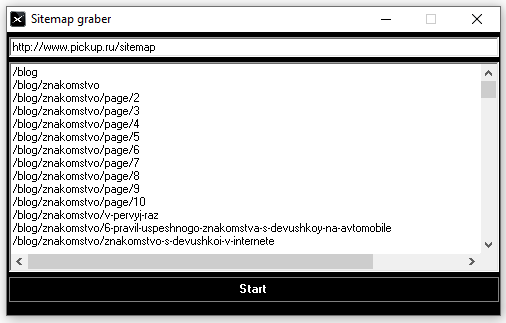 Sitemap graber
http://www.pickup.ru/sitemap
/blog
/blog/znakomstvo
/blog/znakomstvo/page/2
/blog/znakomstvo/page/3
/blog/znakomstvo/page/4
/blog/znakomstvo/page/5
/blog/znakomstvo/page/6
/blog/znakomstvo/page/7
/blog/znakomstvo/page/8
/blog/znakomstvo/page/9
/blog/znakomstvo/page/10
/blog/znakomstvo/v-pervyj-raz
/blog/znakomstvo/6-pravil-uspeshnogo-znakomstva-s-devushkoy-na-avtomobile
/blog/znakomstvo/znakomstvo-s-devushkoi-v-internete
Start